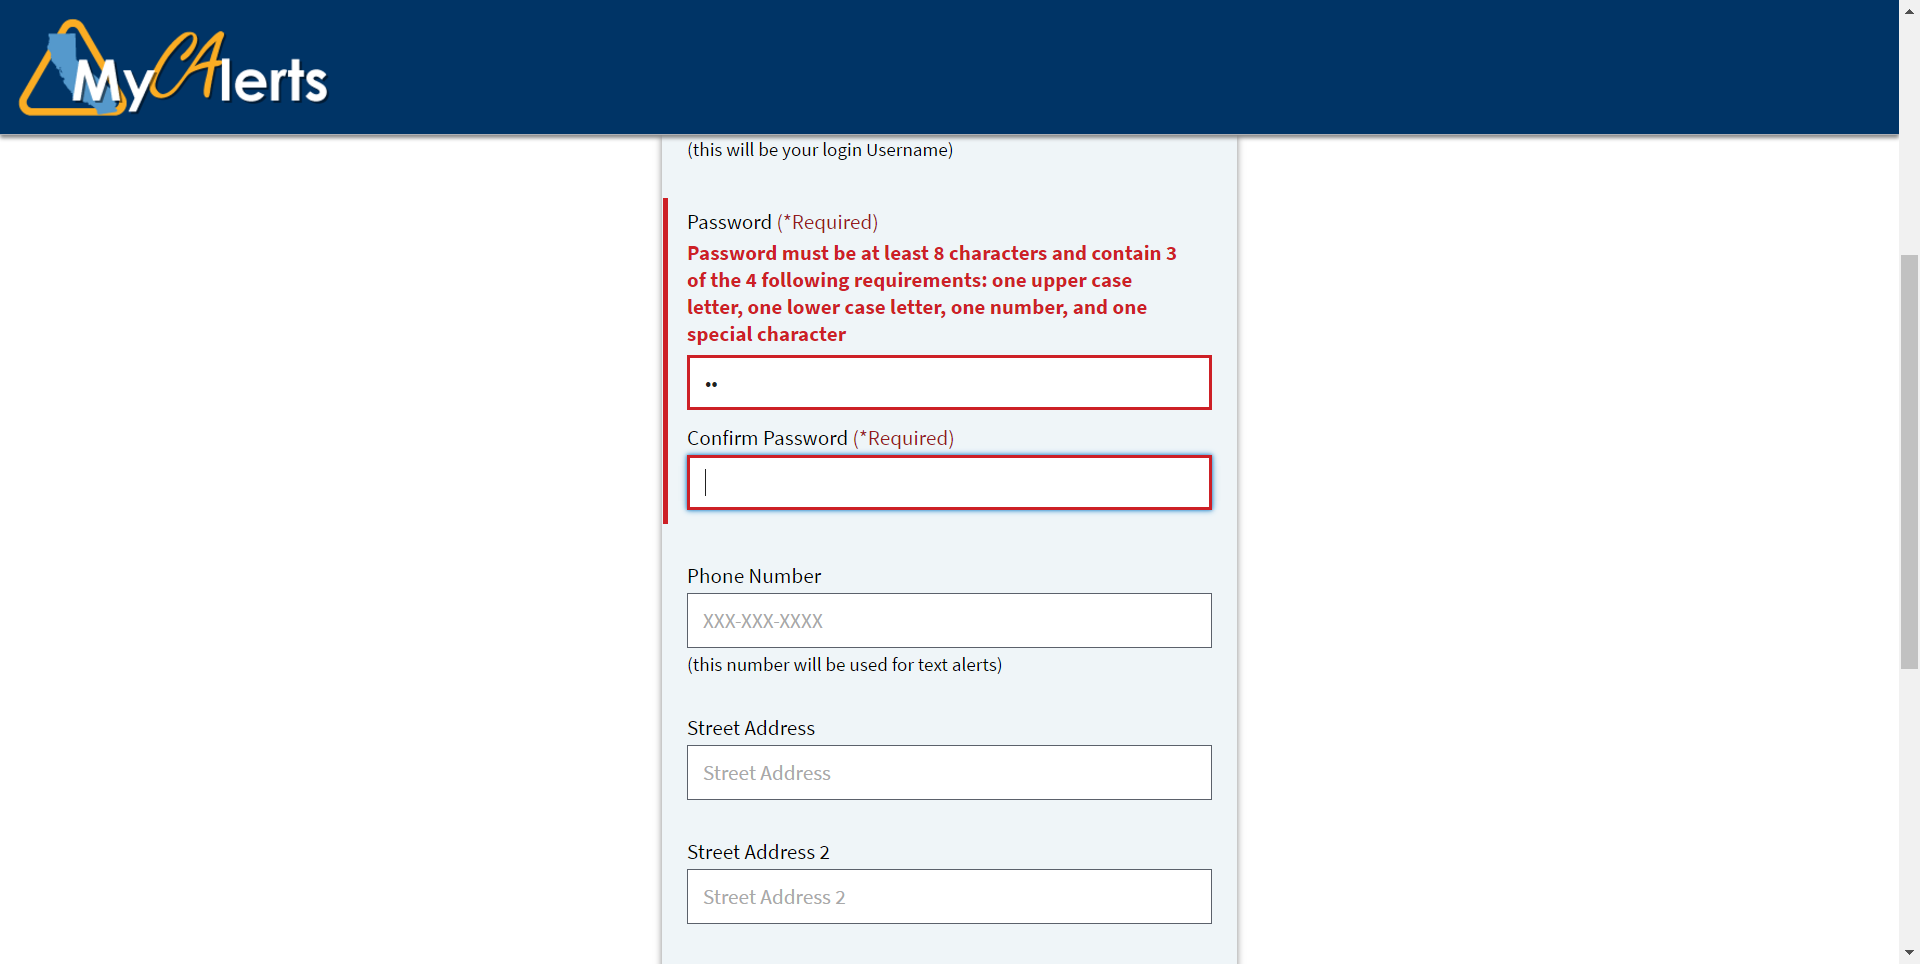 MyCAlerts
(this will be your login Username)
Password (*Required)
Password must be at least 8 characters and contain 3
of the 4 following requirements: one upper case
letter, one lower case letter, one number, and one
special character
••
Confirm Password (*Required)
Phone Number
XXX-XXX-XXXX
(this number will be used for text alerts)
Street Address
Street Address
Street Address 2
Street Address 2